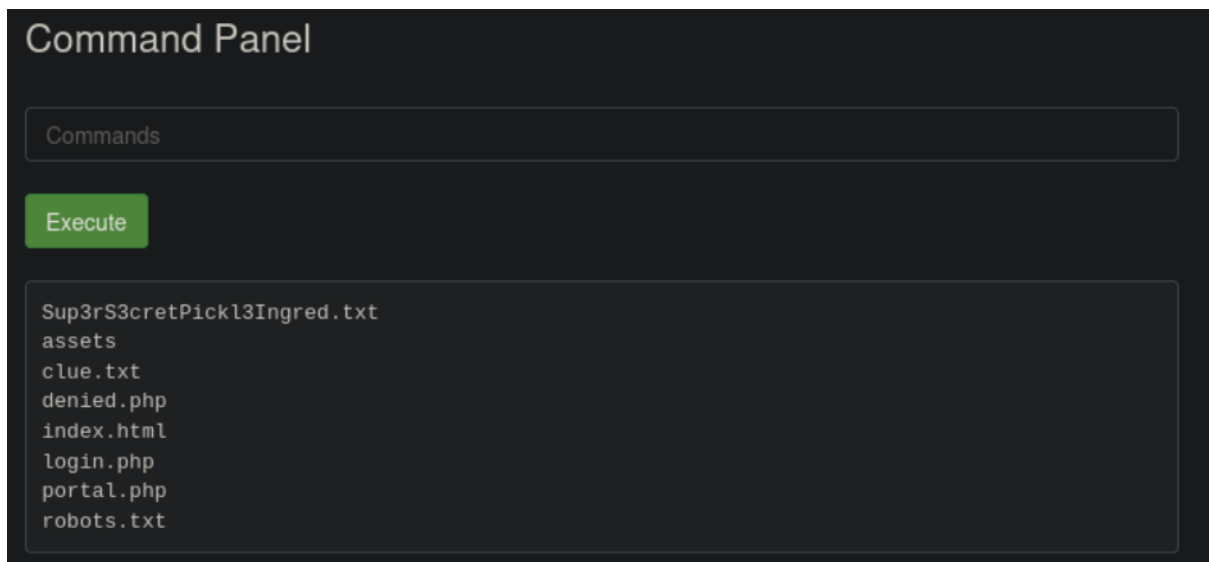 Command Panel
Commands
Execute
Sup3rS3cretPickl3Ingred.txt
assets
clue.txt
denied.php
index.html
login.php
portal.php
robots.txt